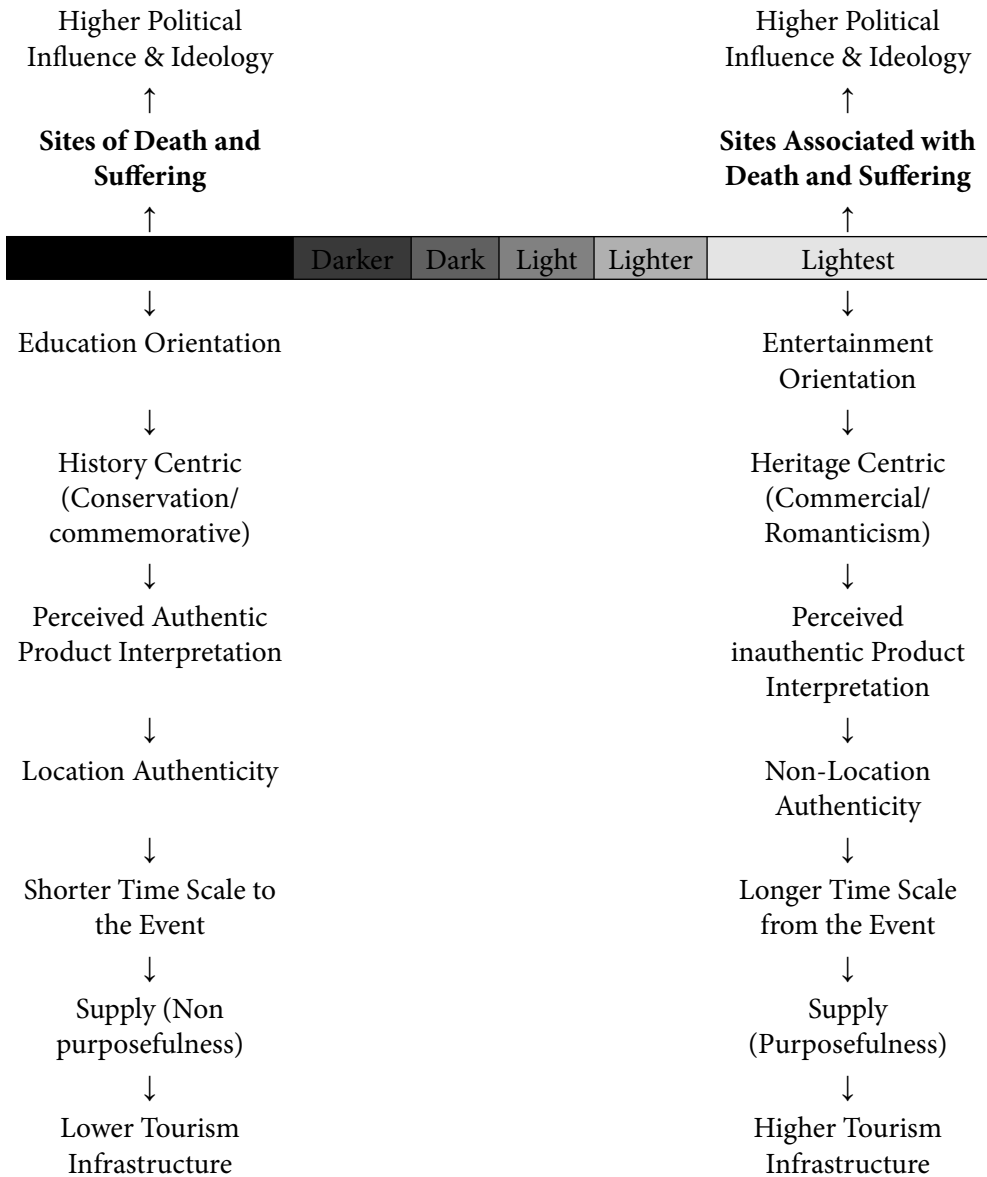 Higher Political
Influence & Ideology
↑
Sites of Death and
Suffering
↑
Higher Political
Influence & Ideology
↑
Sites Associated with
Death and Suffering
↑
Darker Dark Light Lighter Lightest
↓
Education Orientation
↓
History Centric
(Conservation/
commemorative)
↓
Perceived Authentic
Product Interpretation
↓
Location Authenticity
↓
Shorter Time Scale to
the Event
↓
Supply (Non
purposefulness)
↓
Lower Tourism
Infrastructure
↓
Entertainment
Orientation
↓
Heritage Centric
(Commercial/
Romanticism)
↓
Perceived
inauthentic Product
Interpretation
↓
Non-Location
Authenticity
↓
Longer Time Scale
from the Event
↓
Supply
(Purposefulness)
↓
Higher Tourism
Infrastructure